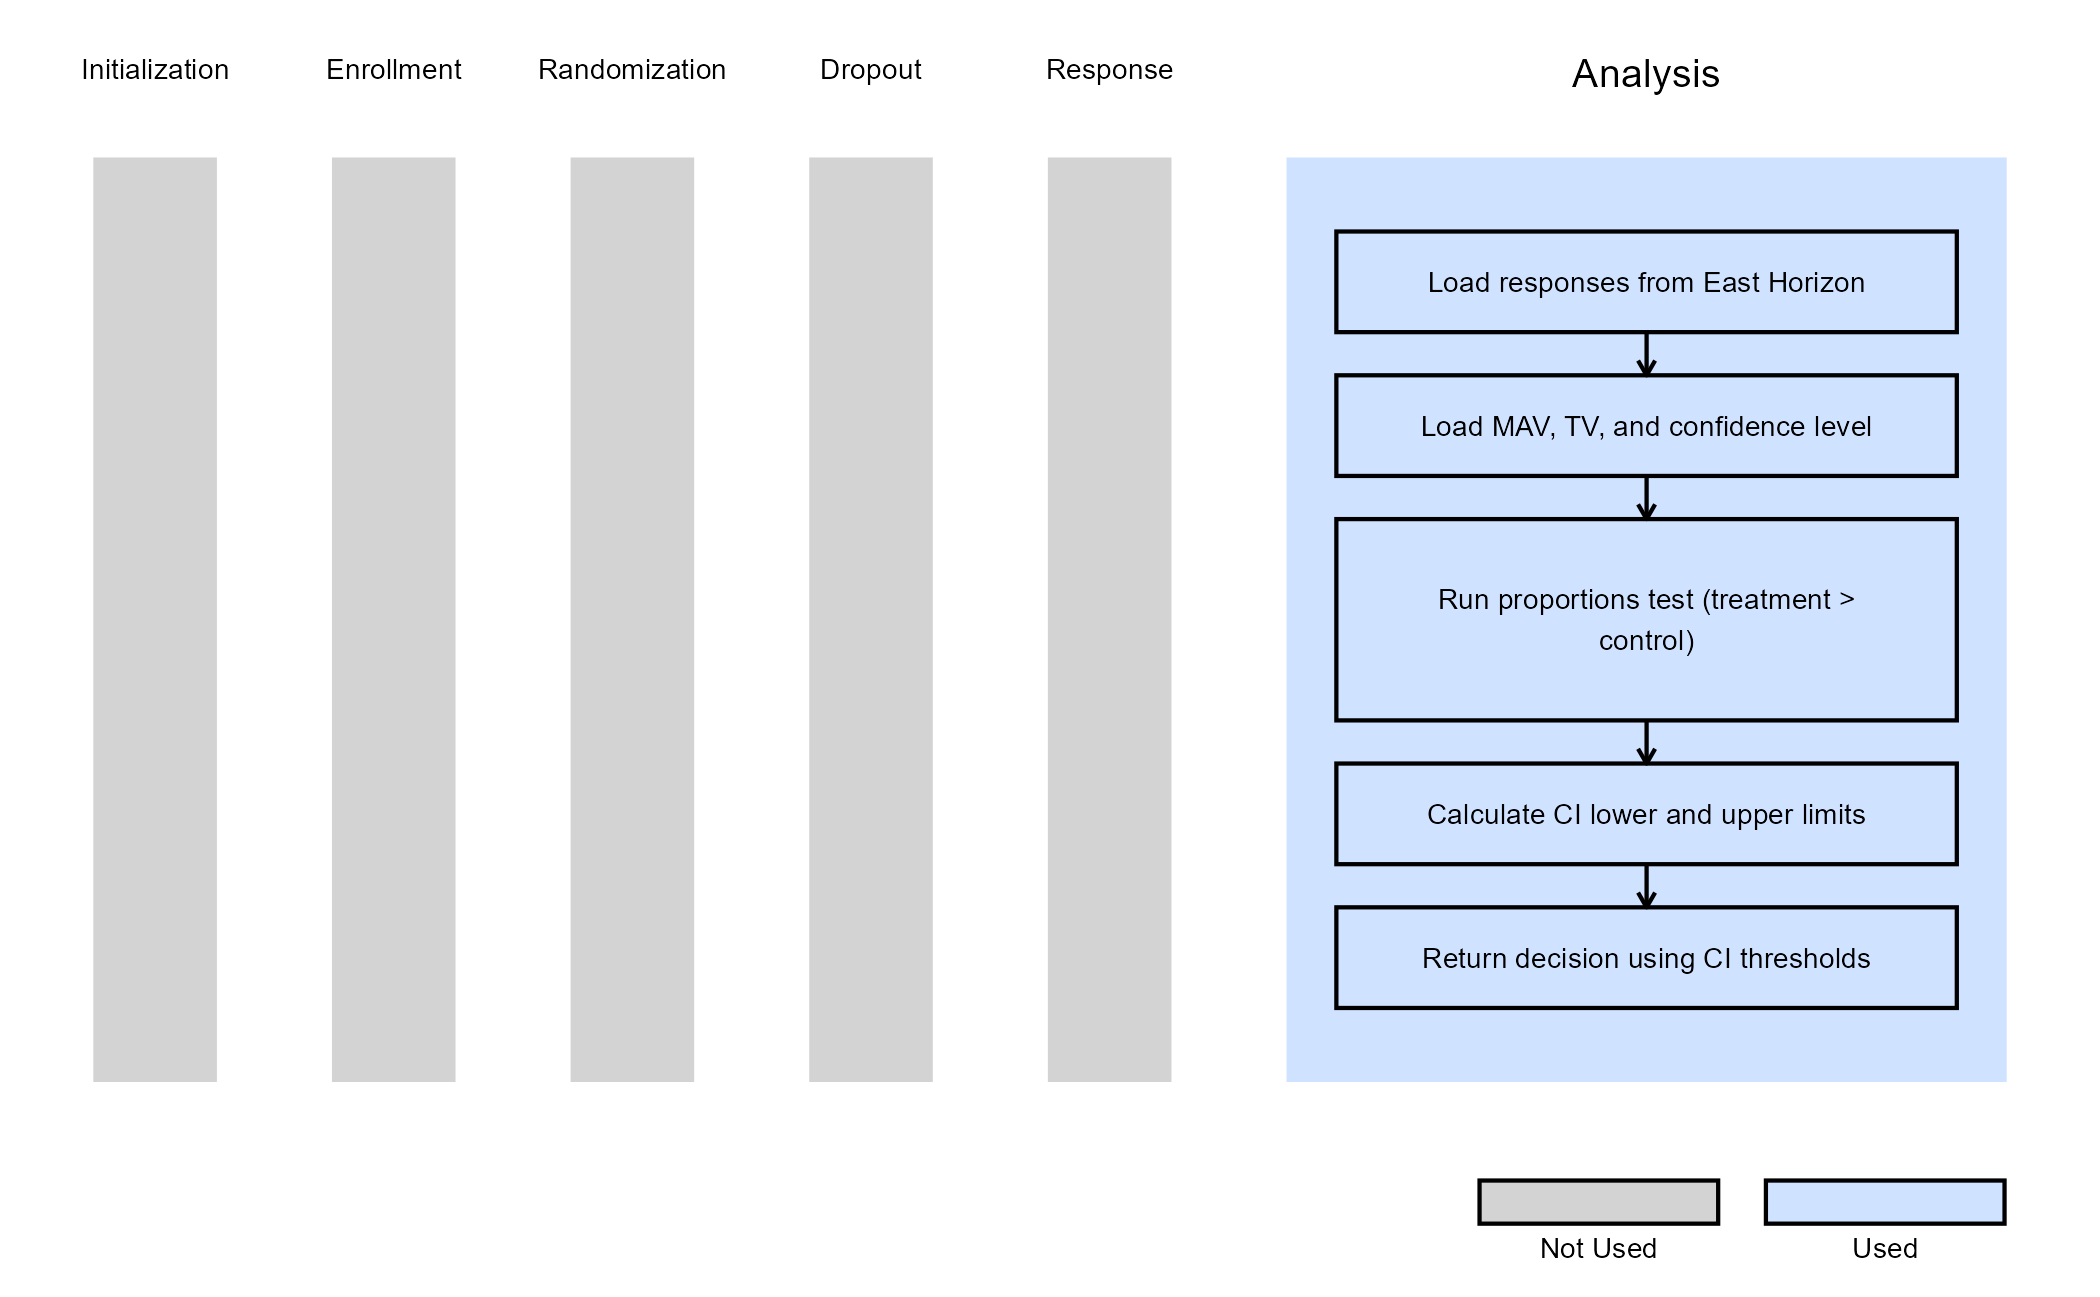 Initialization
Enrollment
Randomization
Dropout
Response
Analysis
Load responses from East Horizon
Load MAV, TV, and confidence level
Run proportions test (treatment >
control)
Calculate CI lower and upper limits
Return decision using CI thresholds
Not Used
Used